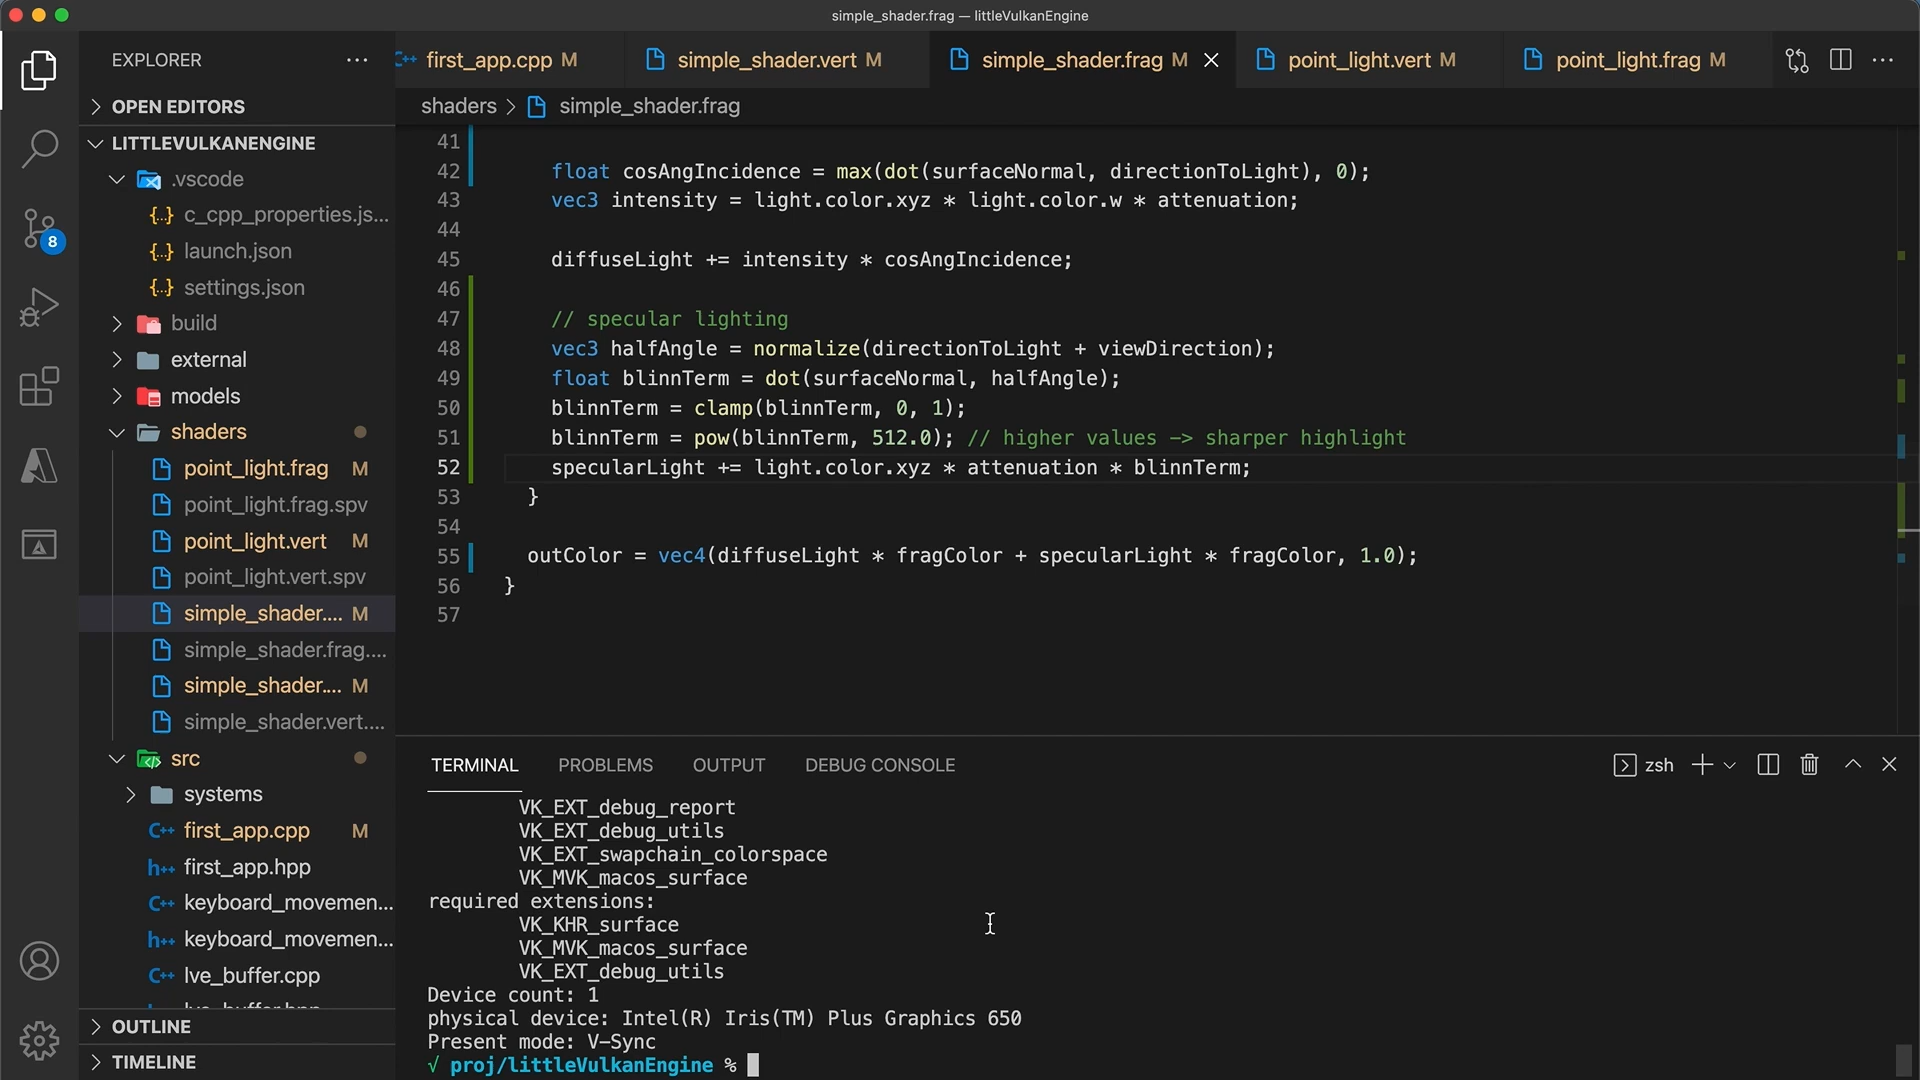 simple_shader.frag — littleVulkanEngine
EXPLORER
OPEN EDITORS
LITTLEVULKANENGINE
.vscode
{..} c_cpp_properties.js...
{..} launch.json
{..} settings.json
build
external
models
shaders
point_light.frag M
point_light.frag.spv
point_light.vert M
point_light.vert.spv
simple_shader.... M
simple_shader.frag....
simple_shader.... M
simple_shader.vert....
src
systems
C++ first_app.cpp M
h++ first_app.hpp
C++ keyboard_movemen...
h++ keyboard_movemen...
C++ lve_buffer.cpp
OUTLINE
TIMELINE
8
first_app.cpp M
simple_shader.vert M
simple_shader.frag M
point_light.vert M
point_light.frag M
shaders > simple_shader.frag
41
42 float cosAngIncidence = max(dot(surfaceNormal, directionToLight), 0);
43 vec3 intensity = light.color.xyz * light.color.w * attenuation;
44
45 diffuseLight += intensity * cosAngIncidence;
46
47 // specular lighting
48 vec3 halfAngle = normalize(directionToLight + viewDirection);
49 float blinnTerm = dot(surfaceNormal, halfAngle);
50 blinnTerm = clamp(blinnTerm, 0, 1);
51 blinnTerm = pow(blinnTerm, 512.0); // higher values -> sharper highlight
52 specularLight += light.color.xyz * attenuation * blinnTerm;
53 }
54
55 outColor = vec4(diffuseLight * fragColor + specularLight * fragColor, 1.0);
56 }
57
TERMINAL PROBLEMS OUTPUT DEBUG CONSOLE
zsh
VK_EXT_debug_report
VK_EXT_debug_utils
VK_EXT_swapchain_colorspace
VK_MVK_macos_surface
required extensions:
VK_KHR_surface
VK_MVK_macos_surface
VK_EXT_debug_utils
Device count: 1
physical device: Intel(R) Iris(TM) Plus Graphics 650
Present mode: V-Sync
√ proj/littleVulkanEngine %